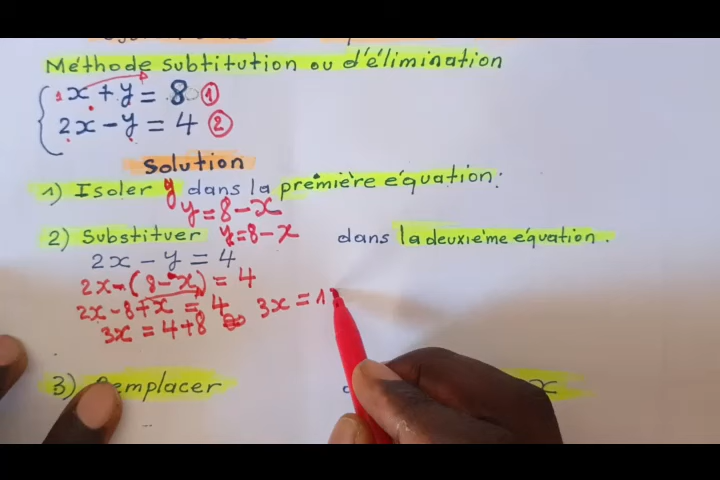 Méthode subtitution ou d'élimination
1x + y = 8 ①
2x - y = 4 ②
Solution
1) Isoler y dans la première équation:
y = 8 - x
2) Substituer y = 8 - x dans la deuxième équation.
2x - y = 4
2x - (8 - x) = 4
2x - 8 + x = 4
3x = 4 + 8 3x = 1
3) Remplacer x